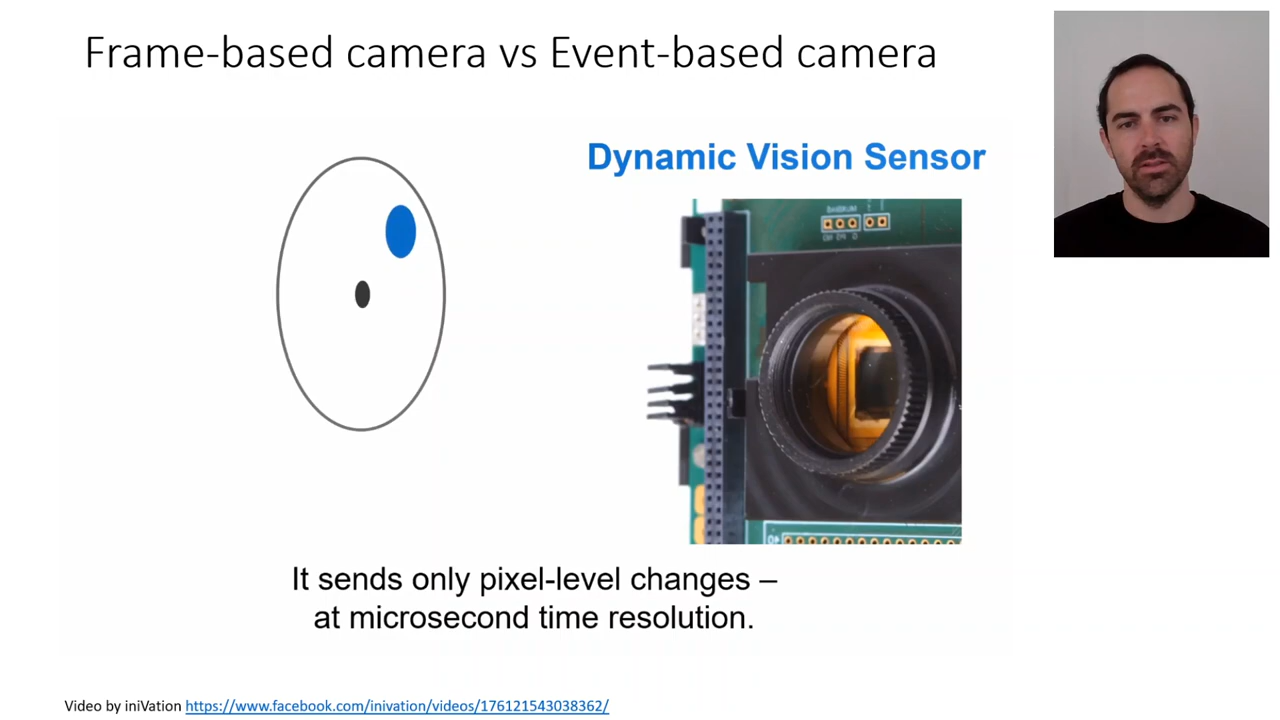 Frame-based camera vs Event-based camera
Dynamic Vision Sensor
It sends only pixel-level changes –
at microsecond time resolution.
Video by iniVation https://www.facebook.com/inivation/videos/176121543038362/